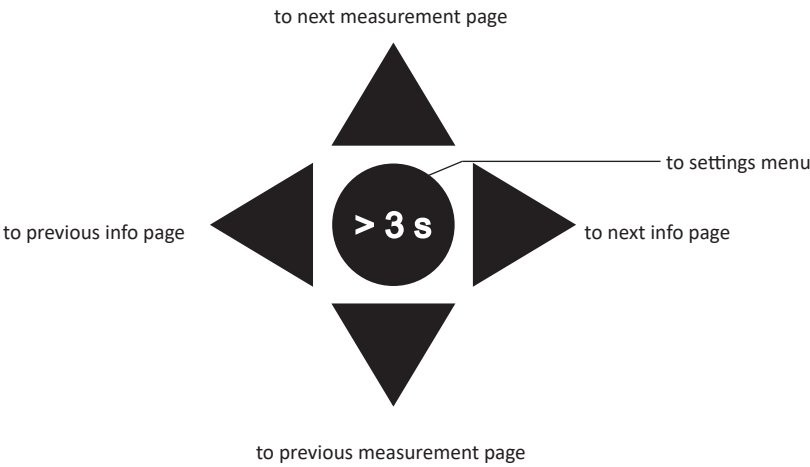 to next measurement page
to settings menu
> 3 s
to previous info page
to next info page
to previous measurement page